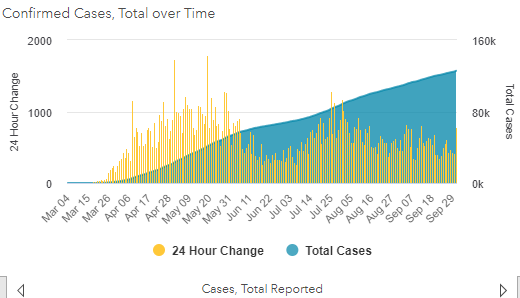 Confirmed Cases, Total over Time
2000
160k
1000
80k
0
0k
24 Hour Change
Total Cases
Mar 04
Mar 15
Mar 26
Apr 06
Apr 17
Apr 28
May 09
May 20
May 31
Jun 11
Jun 22
Jul 03
Jul 14
Jul 25
Aug 05
Aug 16
Aug 27
Sep 07
Sep 18
Sep 29
24 Hour Change
Total Cases
Cases, Total Reported